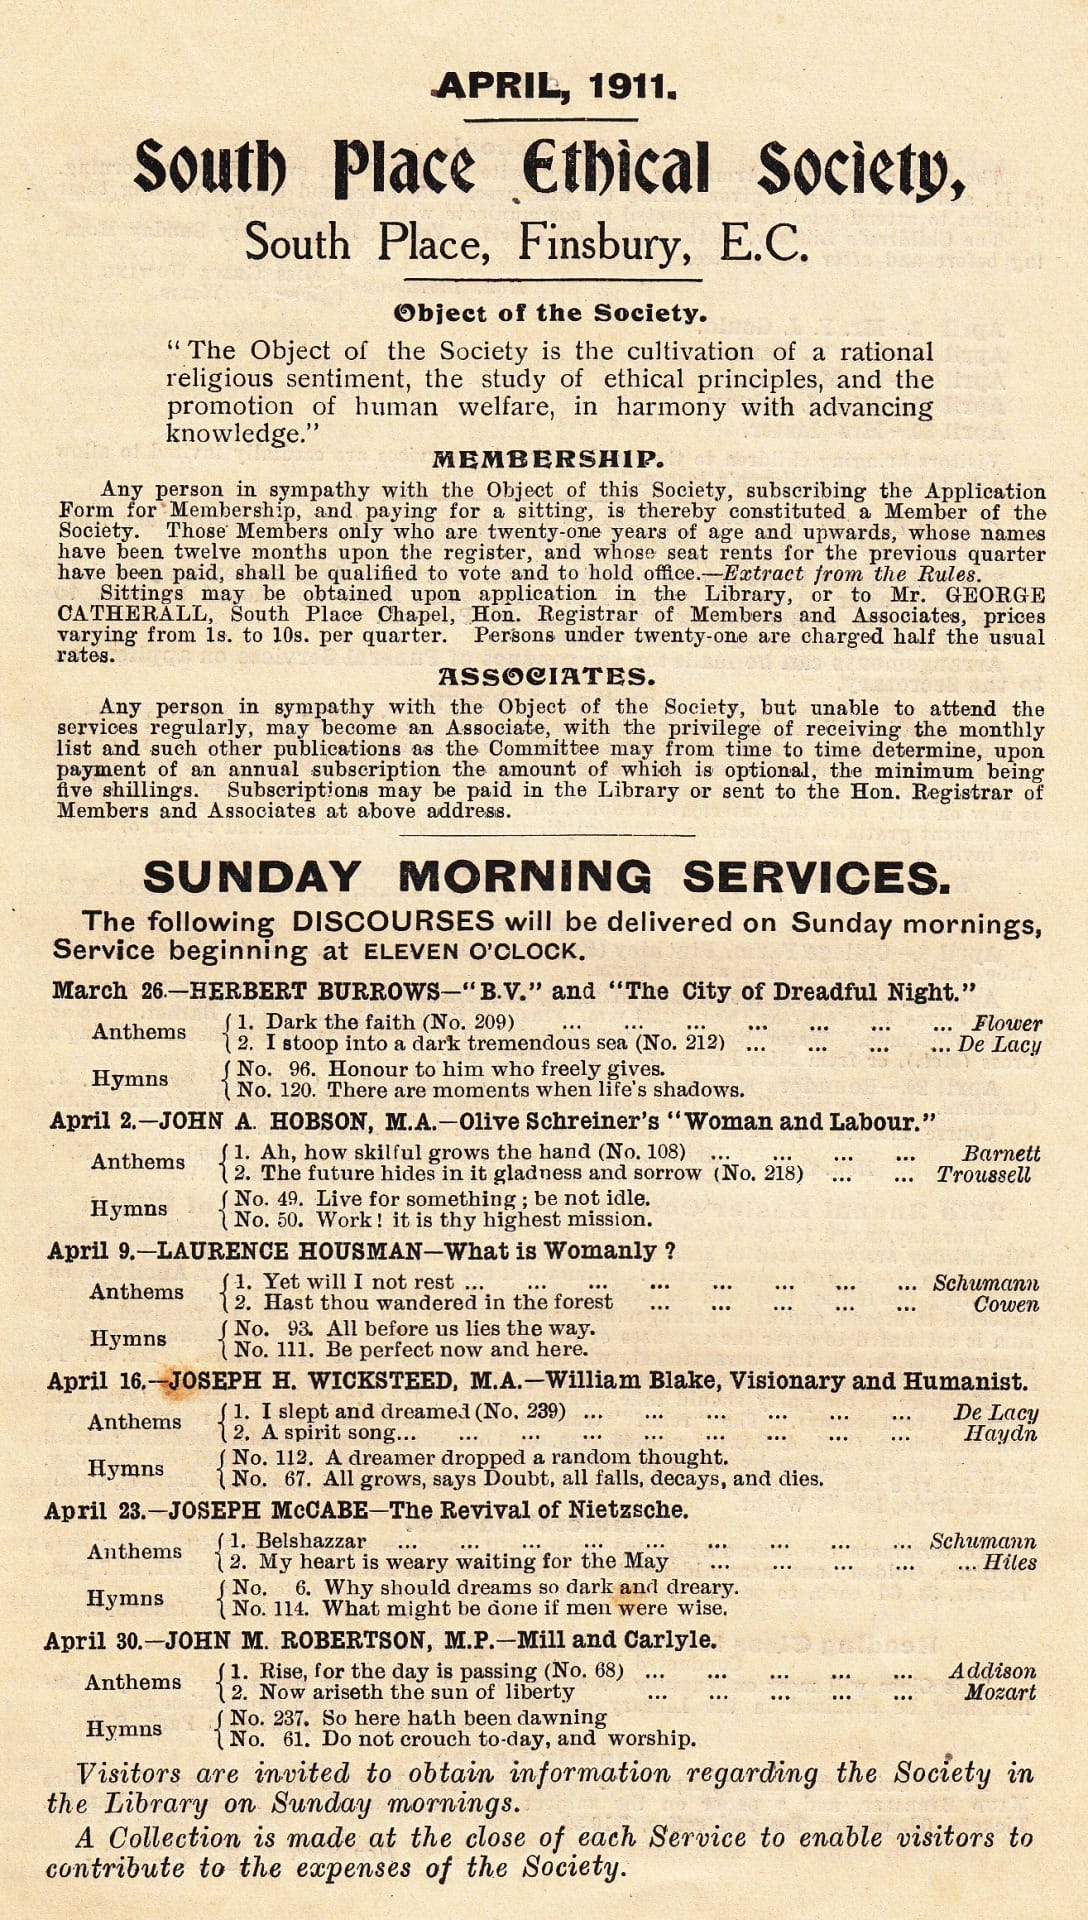 APRIL, 1911.
South Place Ethical Society,
South Place, Finsbury, E.C.
Object of the Society.
"The Object of the Society is the cultivation of a rational
religious sentiment, the study of ethical principles, and the
promotion of human welfare, in harmony with advancing
knowledge."
MEMBERSHIP.
Any person in sympathy with the Object of this Society, subscribing the Application
Form for Membership, and paying for a sitting, is thereby constituted a Member of the
Society. Those Members only who are twenty-one years of age and upwards, whose names
have been twelve months upon the register, and whose seat rents for the previous quarter
have been paid, shall be qualified to vote and to hold office.—Extract from the Rules.
Sittings may be obtained upon application in the Library, or to Mr. GEORGE
CATHERALL, South Place Chapel, Hon. Registrar of Members and Associates, prices
varying from 1s. to 10s. per quarter. Persons under twenty-one are charged half the usual
rates.
ASSOCIATES.
Any person in sympathy with the Object of the Society, but unable to attend the
services regularly, may become an Associate, with the privilege of receiving the monthly
list and such other publications as the Committee may from time to time determine, upon
payment of an annual subscription the amount of which is optional, the minimum being
five shillings. Subscriptions may be paid in the Library or sent to the Hon. Registrar of
Members and Associates at above address.
SUNDAY MORNING SERVICES.
The following DISCOURSES will be delivered on Sunday mornings,
Service beginning at ELEVEN O'CLOCK.
March 26.—HERBERT BURROWS—"B.V." and "The City of Dreadful Night."
Anthems { 1. Dark the faith (No. 209) ... ... ... ... ... ... ... Flower
2. I stoop into a dark tremendous sea (No. 212) ... ... ... ... De Lacy
Hymns { No. 96. Honour to him who freely gives.
No. 120. There are moments when life's shadows.
April 2.—JOHN A. HOBSON, M.A.—Olive Schreiner's "Woman and Labour."
Anthems { 1. Ah, how skilful grows the hand (No. 108) ... ... ... ... Barnett
2. The future hides in it gladness and sorrow (No. 218) ... ... Troussell
Hymns { No. 49. Live for something; be not idle.
No. 50. Work! it is thy highest mission.
April 9.—LAURENCE HOUSMAN—What is Womanly?
Anthems { 1. Yet will I not rest ... ... ... ... ... ... ... ... Schumann
2. Hast thou wandered in the forest ... ... ... ... ... Cowen
Hymns { No. 93. All before us lies the way.
No. 111. Be perfect now and here.
April 16.—JOSEPH H. WICKSTEED, M.A.—William Blake, Visionary and Humanist.
Anthems { 1. I slept and dreamed (No. 239) ... ... ... ... ... ... De Lacy
2. A spirit song... ... ... ... ... ... ... ... ... Haydn
Hymns { No. 112. A dreamer dropped a random thought.
No. 67. All grows, says Doubt, all falls, decays, and dies.
April 23.—JOSEPH McCABE—The Revival of Nietzsche.
Anthems { 1. Belshazzar ... ... ... ... ... ... ... ... ... Schumann
2. My heart is weary waiting for the May ... ... ... ... ... Hiles
Hymns { No. 6. Why should dreams so dark and dreary.
No. 114. What might be done if men were wise.
April 30.—JOHN M. ROBERTSON, M.P.—Mill and Carlyle.
Anthems { 1. Rise, for the day is passing (No. 68) ... ... ... ... ... Addison
2. Now ariseth the sun of liberty ... ... ... ... ... Mozart
Hymns { No. 237. So here hath been dawning
No. 61. Do not crouch to-day, and worship.
Visitors are invited to obtain information regarding the Society in
the Library on Sunday mornings.
A Collection is made at the close of each Service to enable visitors to
contribute to the expenses of the Society.